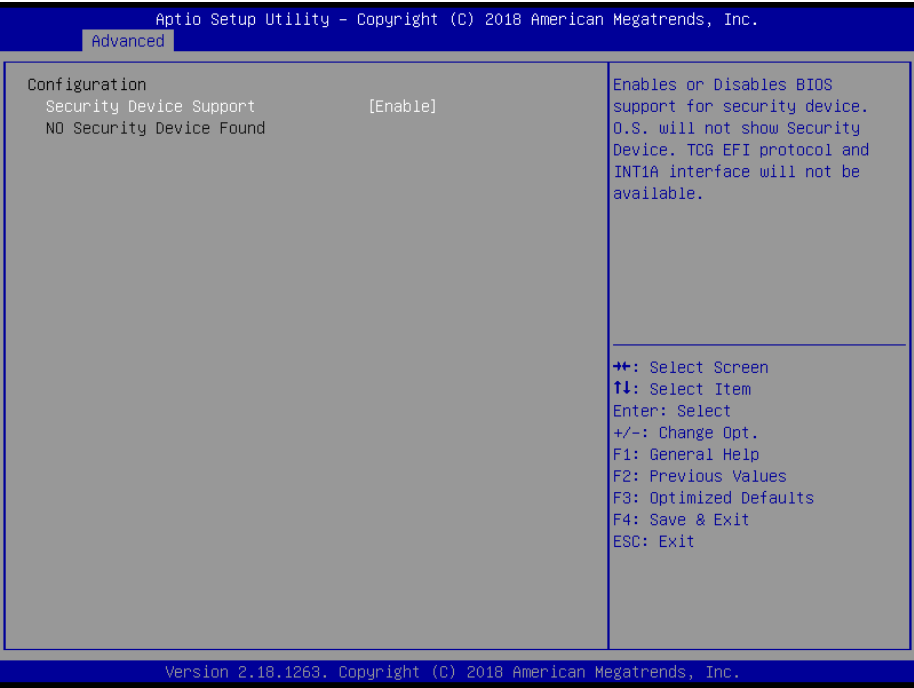 Aptio Setup Utility – Copyright (C) 2018 American Megatrends, Inc.
Advanced
Configuration
Security Device Support [Enable]
NO Security Device Found
Enables or Disables BIOS
support for security device.
O.S. will not show Security
Device. TCG EFI protocol and
INT1A interface will not be
available.
→←: Select Screen
↑↓: Select Item
Enter: Select
+/-: Change Opt.
F1: General Help
F2: Previous Values
F3: Optimized Defaults
F4: Save & Exit
ESC: Exit
Version 2.18.1263. Copyright (C) 2018 American Megatrends, Inc.